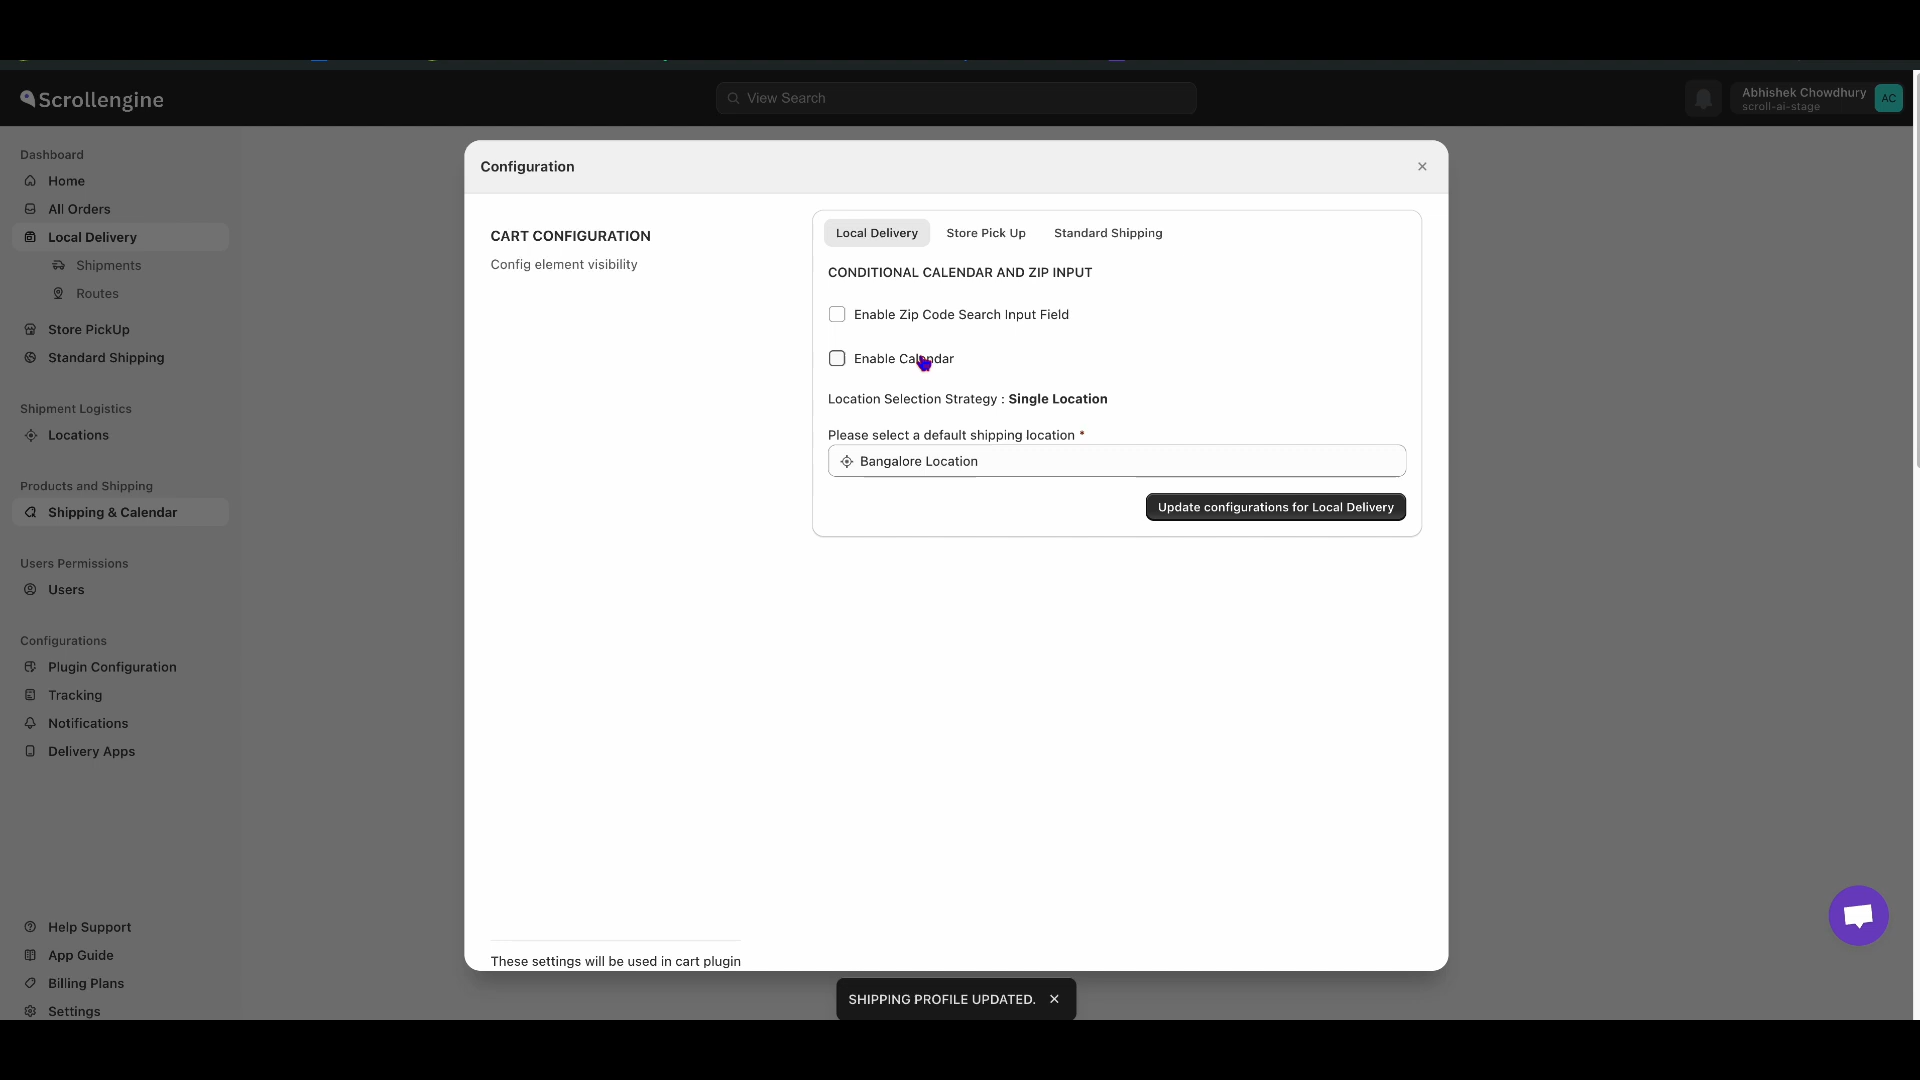 Scrollengine
View Search
Abhishek Chowdhury
scroll-ai-stage
AC
Dashboard
Home
All Orders
Local Delivery
Shipments
Routes
Store PickUp
Standard Shipping
Shipment Logistics
Locations
Products and Shipping
Shipping & Calendar
Users Permissions
Users
Configurations
Plugin Configuration
Tracking
Notifications
Delivery Apps
Help Support
App Guide
Billing Plans
Settings
Configuration
CART CONFIGURATION
Config element visibility
Local Delivery
Store Pick Up
Standard Shipping
CONDITIONAL CALENDAR AND ZIP INPUT
Enable Zip Code Search Input Field
Enable Calendar
Location Selection Strategy : Single Location
Please select a default shipping location *
Bangalore Location
Update configurations for Local Delivery
These settings will be used in cart plugin
SHIPPING PROFILE UPDATED.